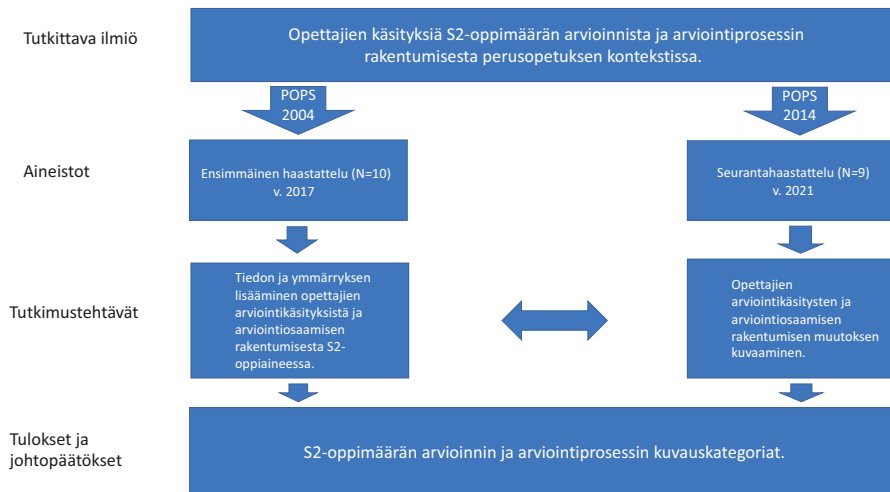 Tutkittava ilmiö
Opettajien käsityksiä S2-oppimäärän arvioinnista ja arviointiprosessin
rakentumisesta perusopetuksen kontekstissa.
POPS
2004
POPS
2014
Aineistot
Ensimmäinen haastattelu (N=10)
v. 2017
Seurantahaastattelu (N=9)
v. 2021
Tutkimustehtävät
Tiedon ja ymmärryksen
lisääminen opettajien
arviointikäsityksistä ja
arviointiosaamisen
rakentumisesta S2-
oppiaineessa.
Opettajien
arviointikäsitysten ja
arviointiosaamisen
rakentumisen muutoksen
kuvaaminen.
Tulokset ja
johtopäätökset
S2-oppimäärän arvioinnin ja arviointiprosessin kuvauskategoriat.